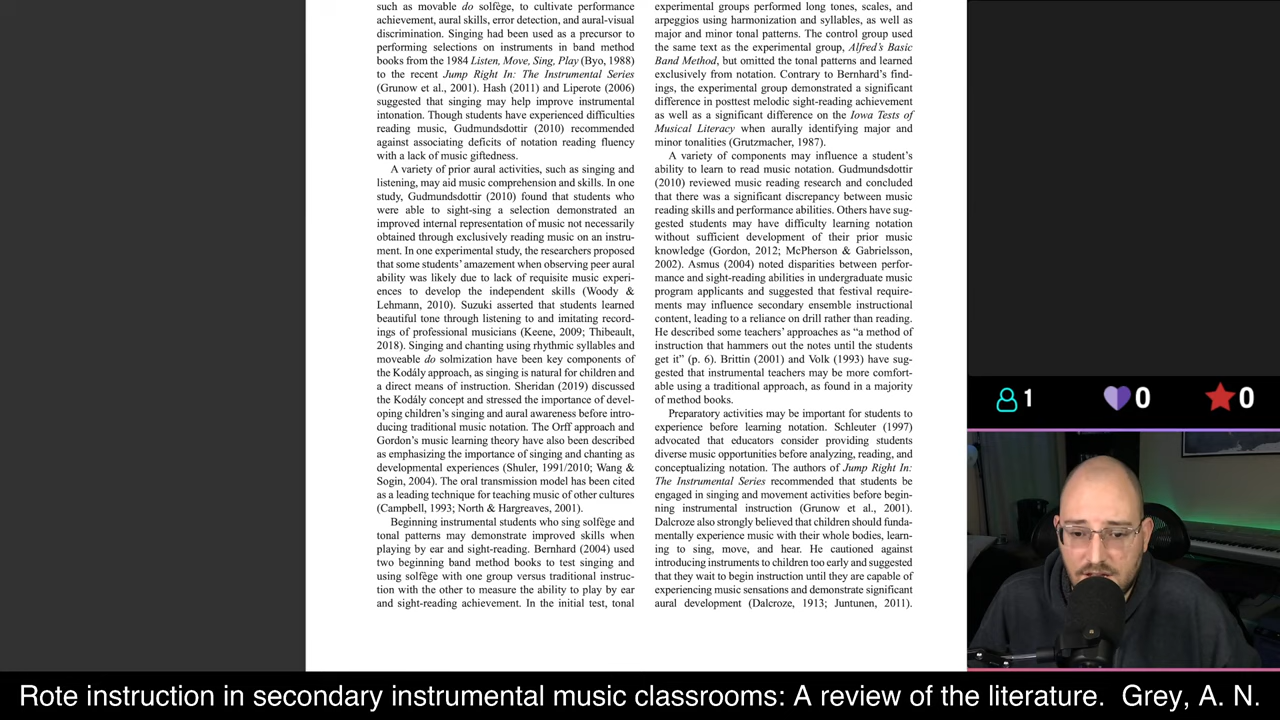 such as movable do solfège, to cultivate performance
achievement, aural skills, error detection, and aural-visual
discrimination. Singing had been used as a precursor to
performing selections on instruments in band method
books from the 1984 Listen, Move, Sing, Play (Byo, 1988)
to the recent Jump Right In: The Instrumental Series
(Grunow et al., 2001). Hash (2011) and Liperote (2006)
suggested that singing may help improve instrumental
intonation. Though students have experienced difficulties
reading music, Gudmundsdottir (2010) recommended
against associating deficits of notation reading fluency
with a lack of music giftedness.
A variety of prior aural activities, such as singing and
listening, may aid music comprehension and skills. In one
study, Gudmundsdottir (2010) found that students who
were able to sight-sing a selection demonstrated an
improved internal representation of music not necessarily
obtained through exclusively reading music on an instru-
ment. In one experimental study, the researchers proposed
that some students' amazement when observing peer aural
ability was likely due to lack of requisite music experi-
ences to develop the independent skills (Woody &
Lehmann, 2010). Suzuki asserted that students learned
beautiful tone through listening to and imitating record-
ings of professional musicians (Keene, 2009; Thibeault,
2018). Singing and chanting using rhythmic syllables and
moveable do solmization have been key components of
the Kodály approach, as singing is natural for children and
a direct means of instruction. Sheridan (2019) discussed
the Kodály concept and stressed the importance of devel-
oping children's singing and aural awareness before intro-
ducing traditional music notation. The Orff approach and
Gordon's music learning theory have also been described
as emphasizing the importance of singing and chanting as
developmental experiences (Shuler, 1991/2010; Wang &
Sogin, 2004). The oral transmission model has been cited
as a leading technique for teaching music of other cultures
(Campbell, 1993; North & Hargreaves, 2001).
Beginning instrumental students who sing solfège and
tonal patterns may demonstrate improved skills when
playing by ear and sight-reading. Bernhard (2004) used
two beginning band method books to test singing and
using solfège with one group versus traditional instruc-
tion with the other to measure the ability to play by ear
and sight-reading achievement. In the initial test, tonal
experimental groups performed long tones, scales, and
arpeggios using harmonization and syllables, as well as
major and minor tonal patterns. The control group used
the same text as the experimental group, Alfred's Basic
Band Method, but omitted the tonal patterns and learned
exclusively from notation. Contrary to Bernhard's find-
ings, the experimental group demonstrated a significant
difference in posttest melodic sight-reading achievement
as well as a significant difference on the Iowa Tests of
Musical Literacy when aurally identifying major and
minor tonalities (Grutzmacher, 1987).
A variety of components may influence a student's
ability to learn to read music notation. Gudmundsdottir
(2010) reviewed music reading research and concluded
that there was a significant discrepancy between music
reading skills and performance abilities. Others have sug-
gested students may have difficulty learning notation
without sufficient development of their prior music
knowledge (Gordon, 2012; McPherson & Gabrielsson,
2002). Asmus (2004) noted disparities between perfor-
mance and sight-reading abilities in undergraduate music
program applicants and suggested that festival require-
ments may influence secondary ensemble instructional
content, leading to a reliance on drill rather than reading.
He described some teachers' approaches as “a method of
instruction that hammers out the notes until the students
get it” (p. 6). Brittin (2001) and Volk (1993) have sug-
gested that instrumental teachers may be more comfort-
able using a traditional approach, as found in a majority
of method books.
Preparatory activities may be important for students to
experience before learning notation. Schleuter (1997)
advocated that educators consider providing students
diverse music opportunities before analyzing, reading, and
conceptualizing notation. The authors of Jump Right In:
The Instrumental Series recommended that students be
engaged in singing and movement activities before begin-
ning instrumental instruction (Grunow et al., 2001).
Dalcroze also strongly believed that children should funda-
mentally experience music with their whole bodies, learn-
ing to sing, move, and hear. He cautioned against
introducing instruments to children too early and suggested
that they wait to begin instruction until they are capable of
experiencing music sensations and demonstrate significant
aural development (Dalcroze, 1913; Juntunen, 2011).
1 0 0
Rote instruction in secondary instrumental music classrooms: A review of the literature. Grey, A. N.